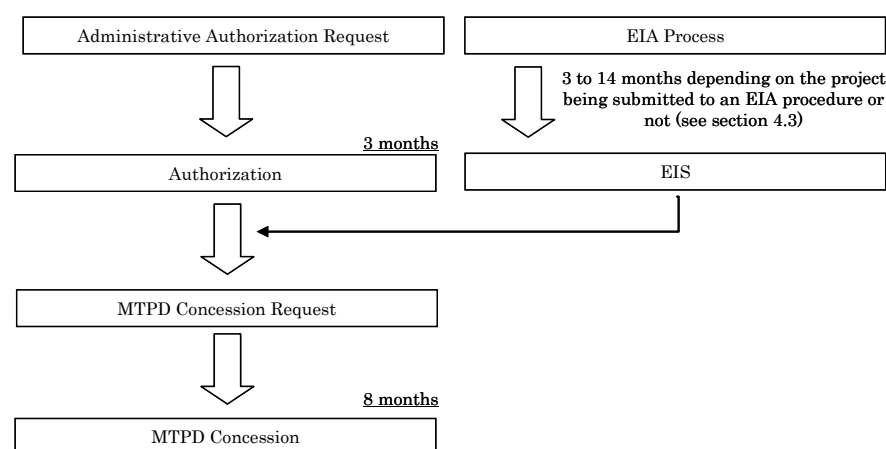 Administrative Authorization Request
EIA Process
3 to 14 months depending on the project
being submitted to an EIA procedure or
not (see section 4.3)
3 months
Authorization
EIS
MTPD Concession Request
8 months
MTPD Concession